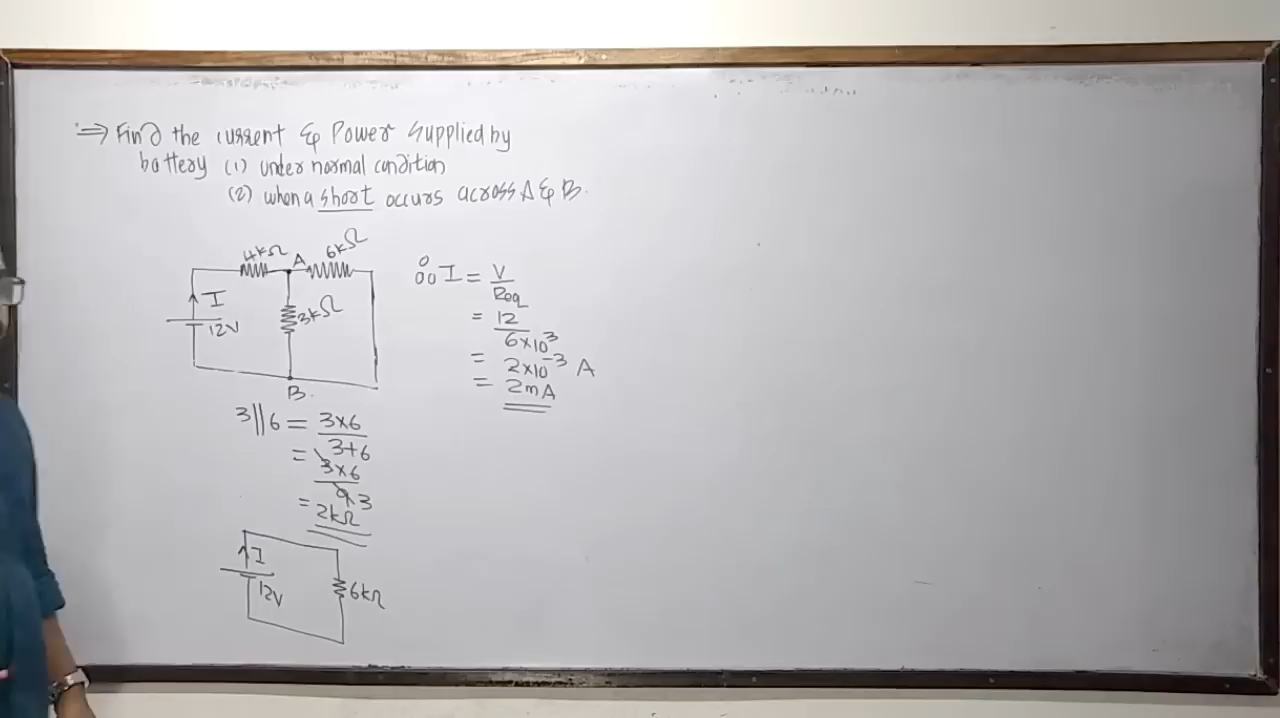 ⇒ Find the current & Power supplied by
battery (1) under normal condition
(2) when a short occurs across A & B.
4kΩ A 6kΩ
I
12V
3kΩ
B.
∴ I = V/Req
= 12/6×10³
= 2×10⁻³ A
= 2mA
3||6 = 3×6/3+6
= 3×6/9 3
= 2kΩ
I
12V
6kΩ